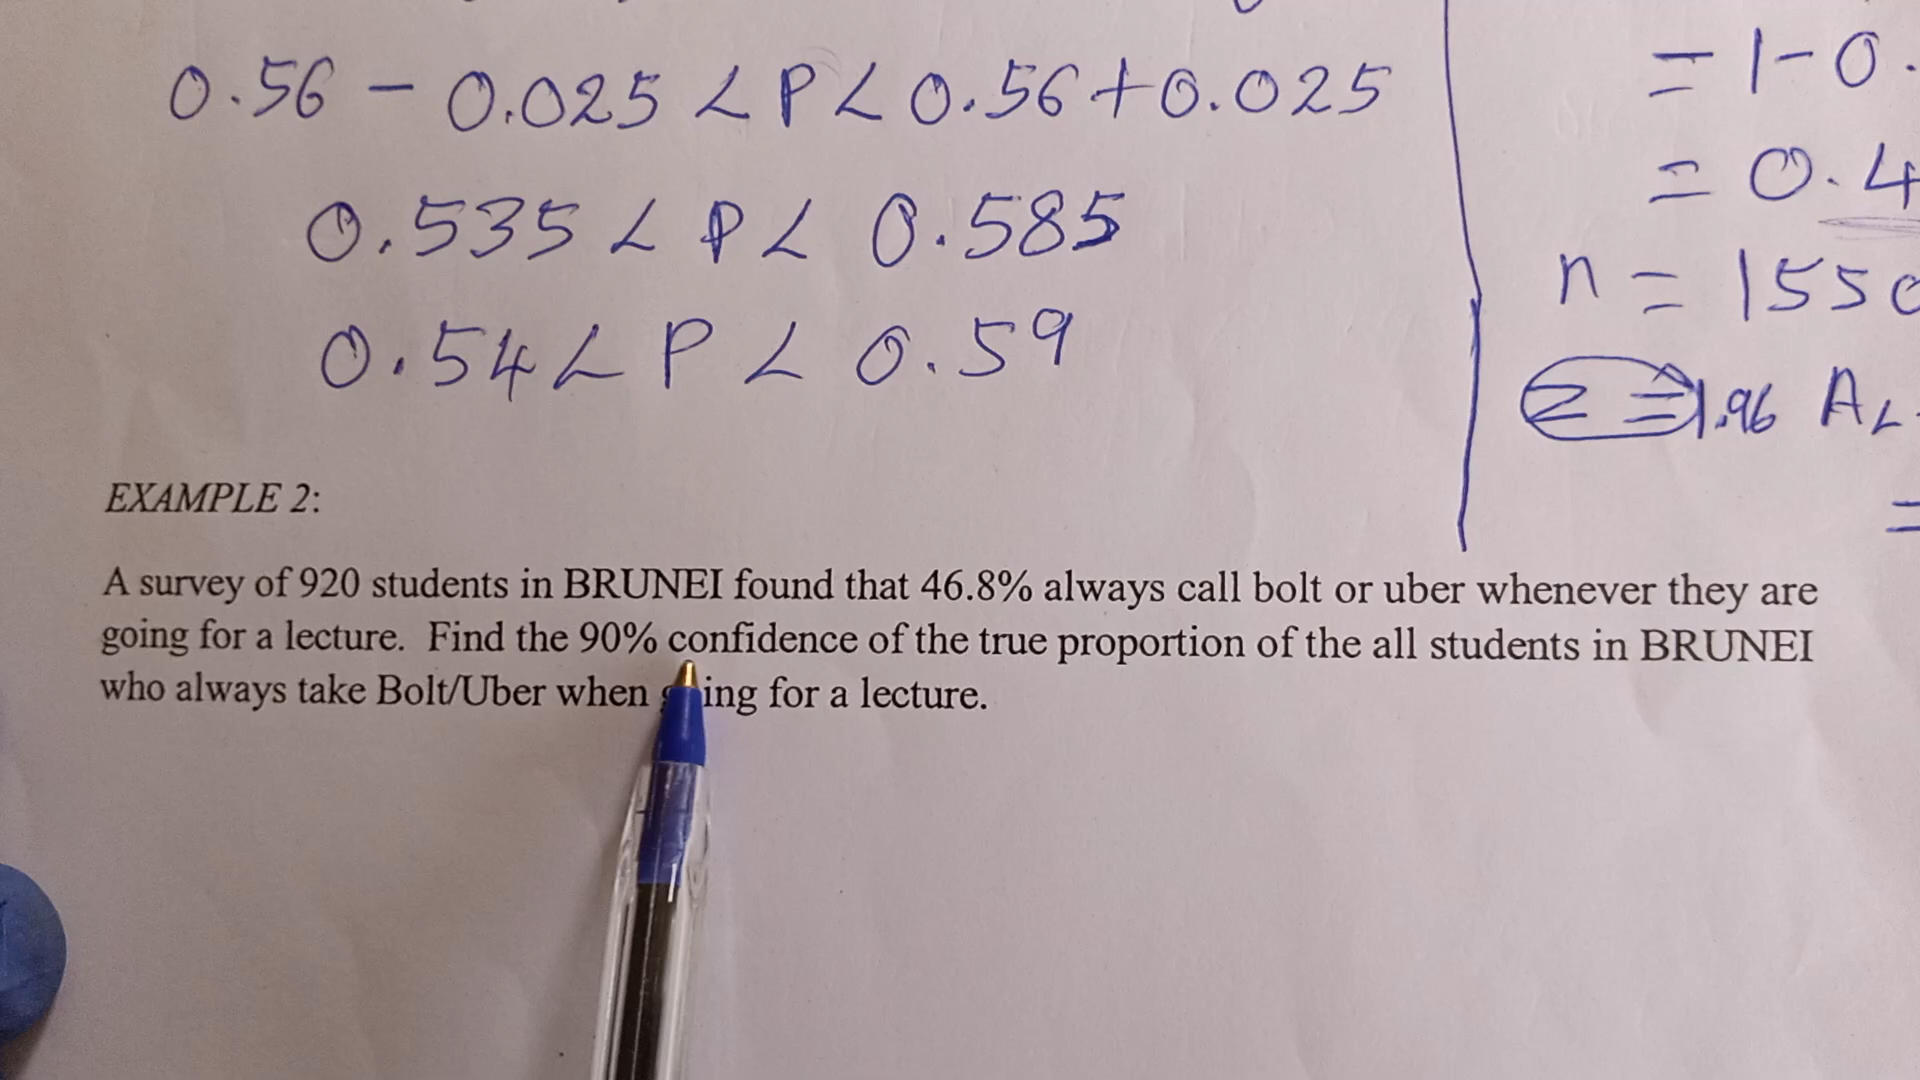 0.56 - 0.025 < P < 0.56 + 0.025
0.535 < P < 0.585
0.54 < P < 0.59
= 1 - 0.
= 0.4
n = 1550
Z = 1.96 AL
=
EXAMPLE 2:
A survey of 920 students in BRUNEI found that 46.8% always call bolt or uber whenever they are
going for a lecture. Find the 90% confidence of the true proportion of the all students in BRUNEI
who always take Bolt/Uber when going for a lecture.